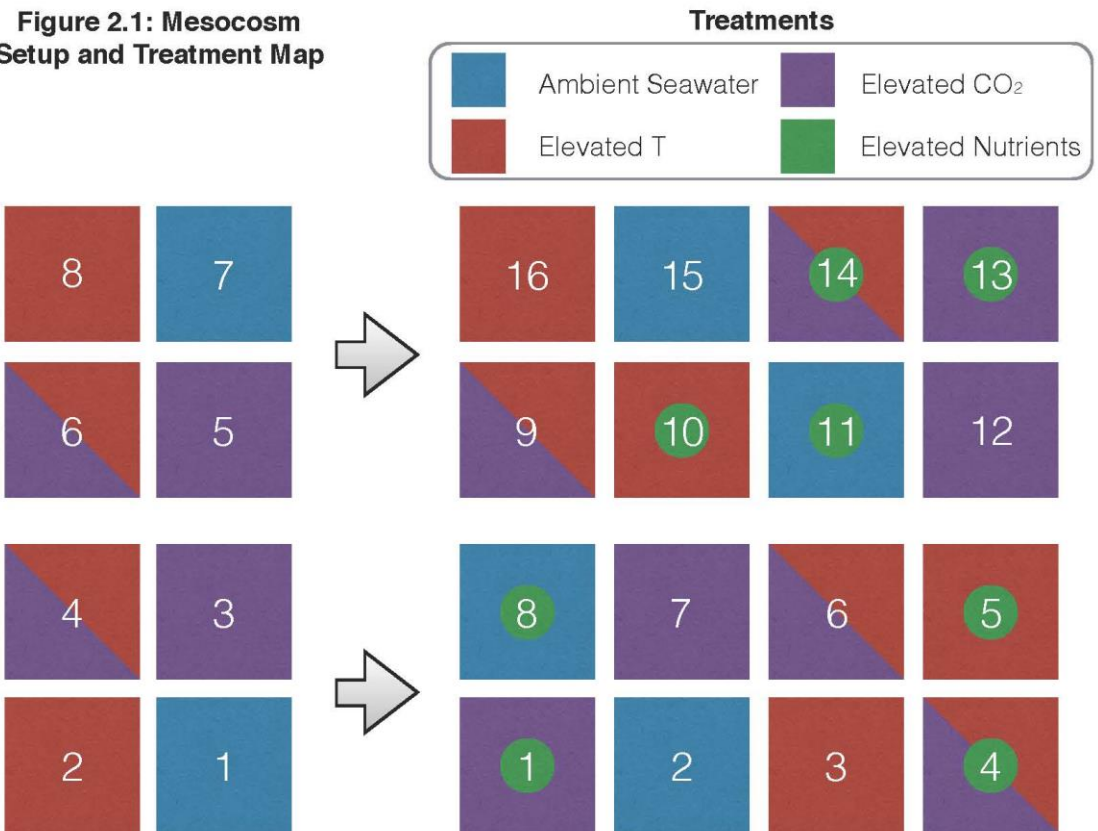 Figure 2.1: Mesocosm
Setup and Treatment Map
Treatments
Ambient Seawater
Elevated CO₂
Elevated T
Elevated Nutrients
8 7
16 15 14 13
6 5
9 10 11 12
4 3
8 7 6 5
2 1
1 2 3 4